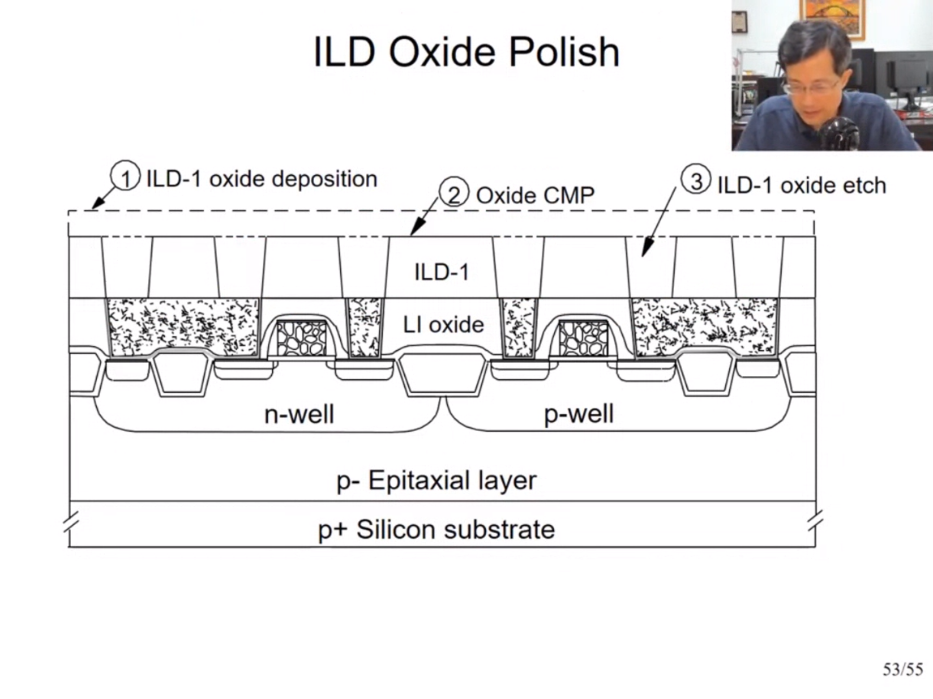 ILD Oxide Polish
1 ILD-1 oxide deposition
2 Oxide CMP
3 ILD-1 oxide etch
ILD-1
LI oxide
n-well
p-well
p- Epitaxial layer
p+ Silicon substrate
53/55